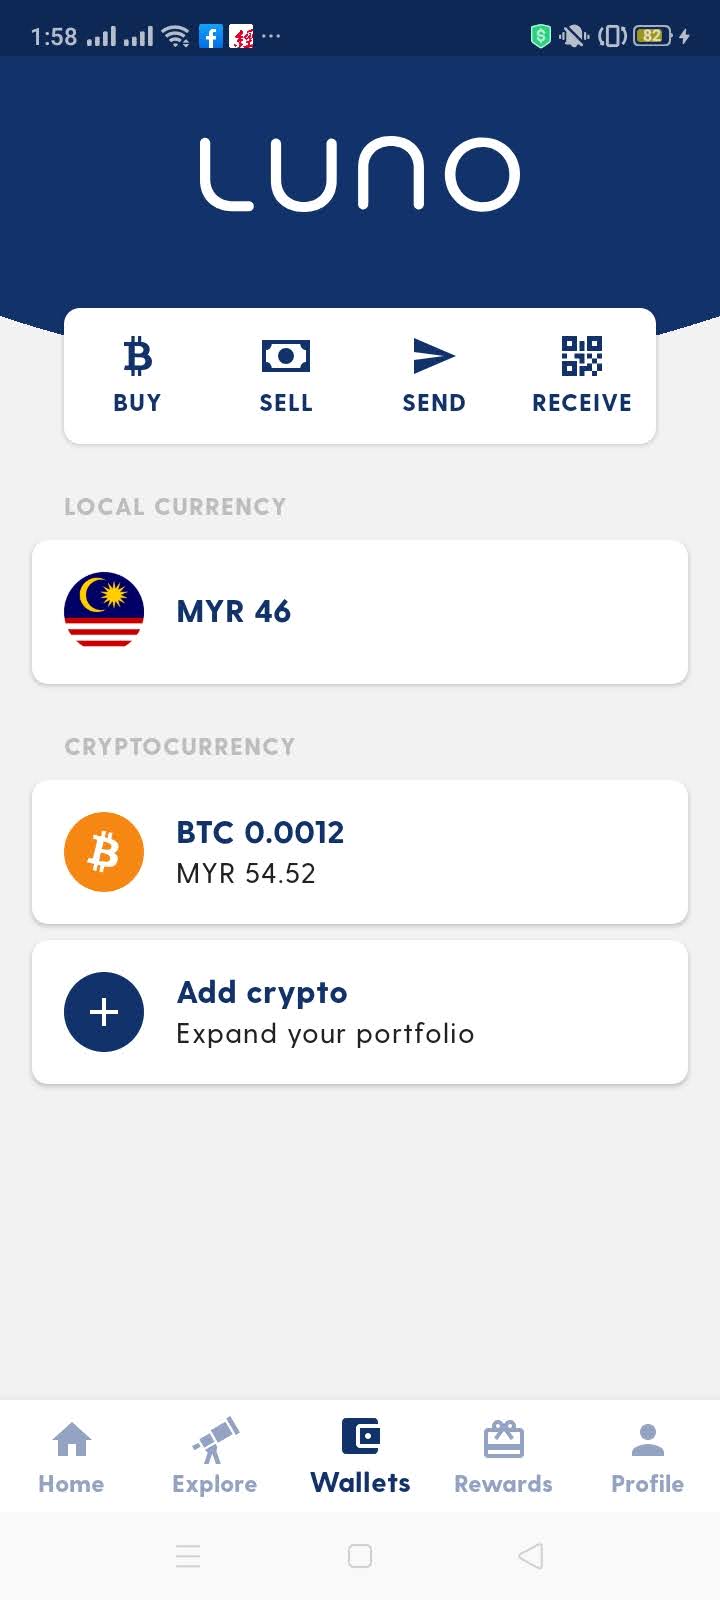 1:58
82
LUNO
BUY SELL SEND RECEIVE
LOCAL CURRENCY
MYR 46
CRYPTOCURRENCY
BTC 0.0012
MYR 54.52
Add crypto
Expand your portfolio
Home Explore Wallets Rewards Profile